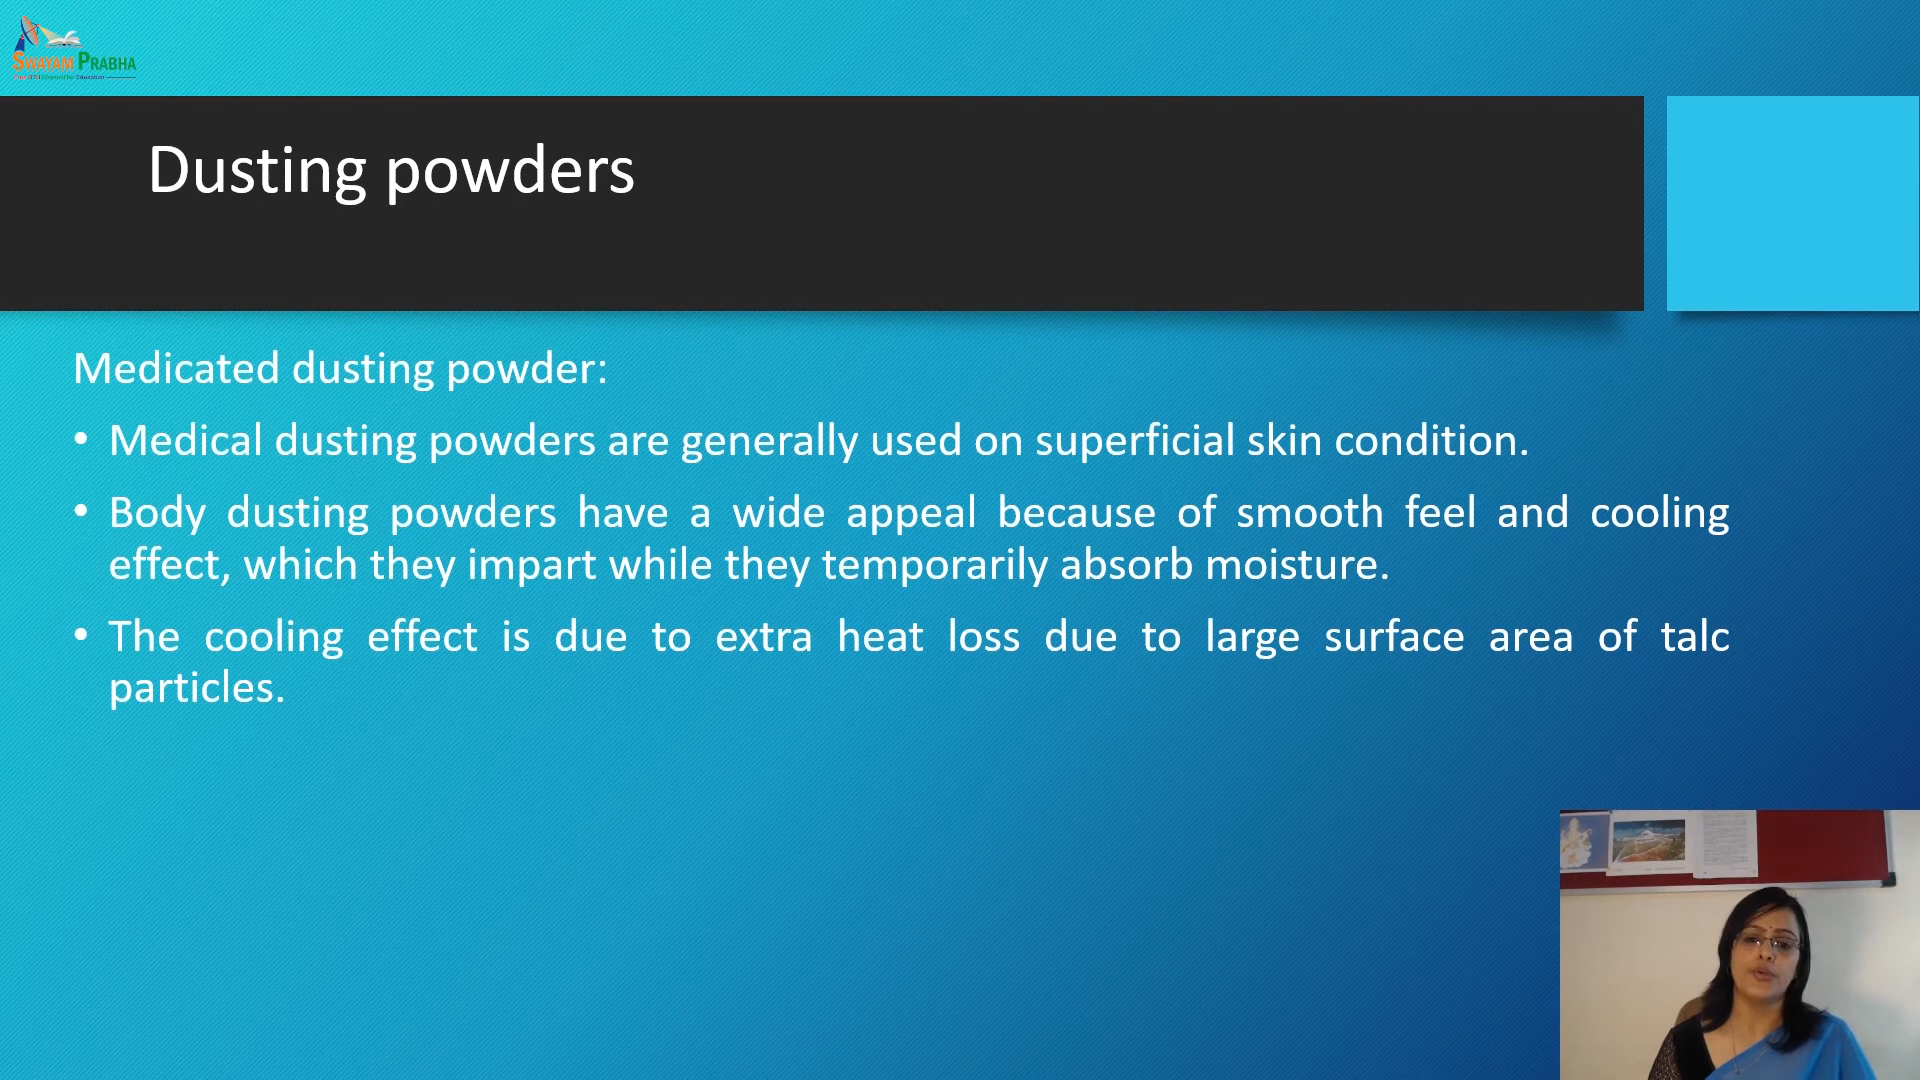 SWAYAM PRABHA
Dusting powders
Medicated dusting powder:
• Medical dusting powders are generally used on superficial skin condition.
• Body dusting powders have a wide appeal because of smooth feel and cooling
effect, which they impart while they temporarily absorb moisture.
• The cooling effect is due to extra heat loss due to large surface area of talc
particles.